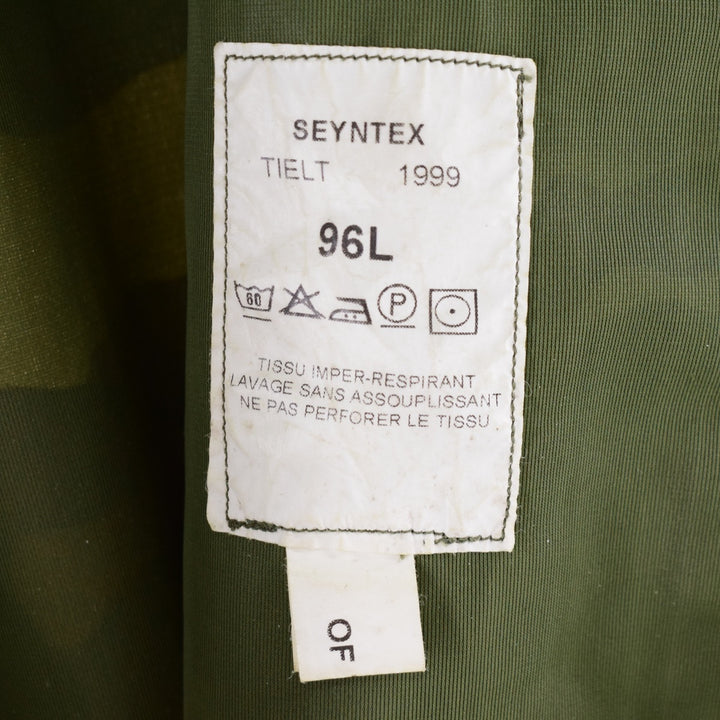 SEYNTEX
TIELT 1999
96L
60 P
TISSU IMPER-RESPIRANT
LAVAGE SANS ASSOUPLISSANT
NE PAS PERFORER LE TISSU
OF